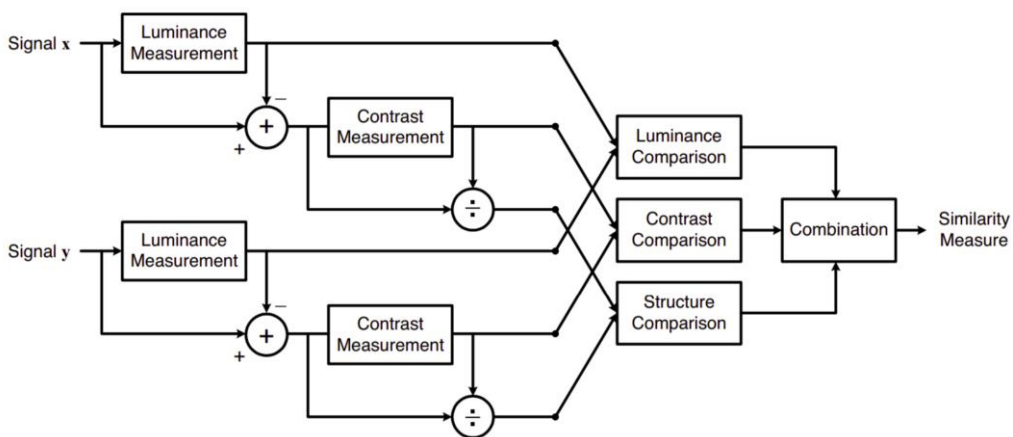 Signal x
Luminance
Measurement
−
+
+
Contrast
Measurement
÷
Signal y
Luminance
Measurement
−
+
+
Contrast
Measurement
÷
Luminance
Comparison
Contrast
Comparison
Structure
Comparison
Combination
Similarity
Measure